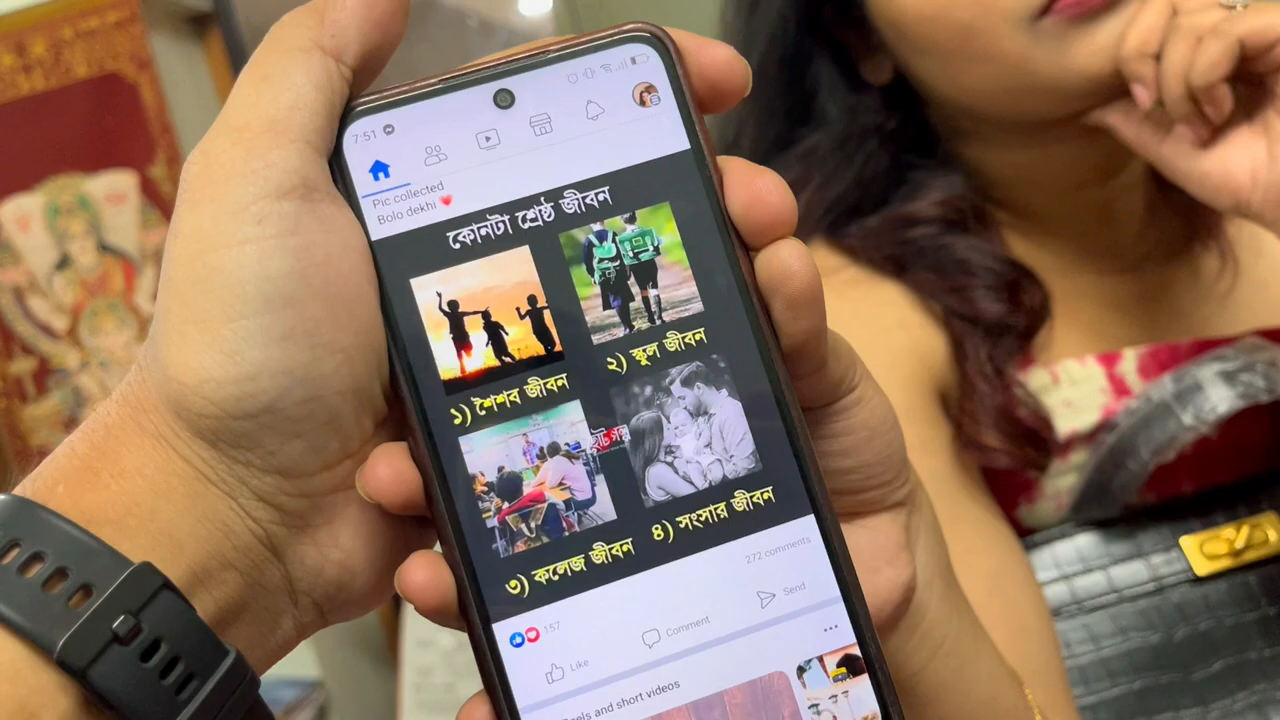 7:51
Pic collected
Bolo dekhi
কোনটা শ্রেষ্ঠ জীবন
১) শৈশব জীবন
২) স্কুল জীবন
ছোট গল্প
৩) কলেজ জীবন
৪) সংসার জীবন
157
272 comments
Like
Comment
Send
Reels and short videos